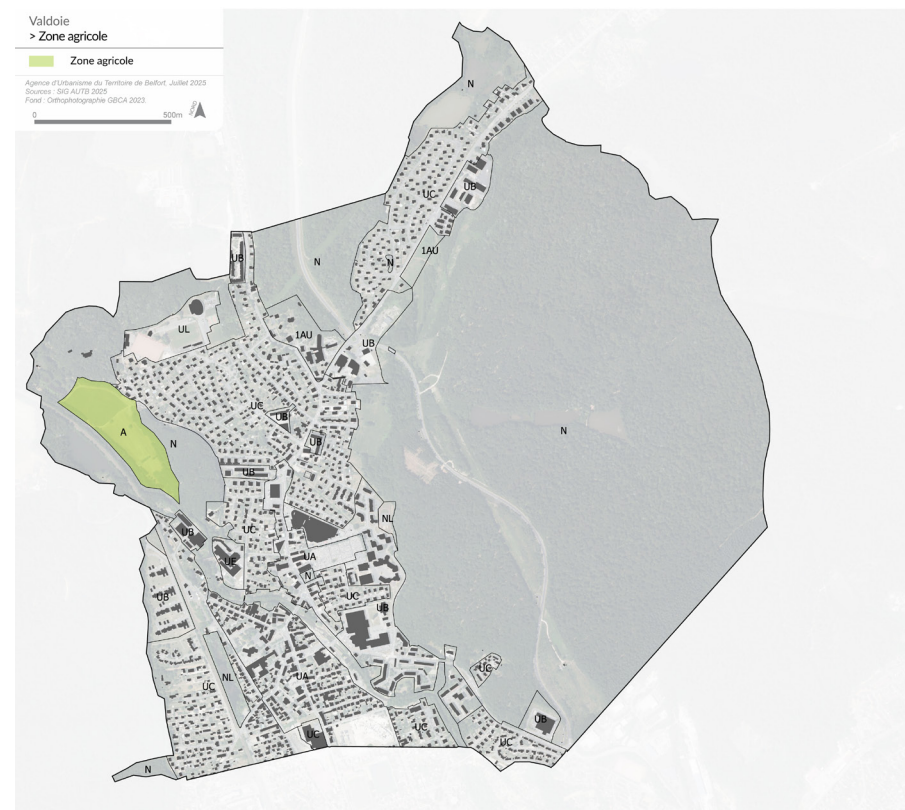 Valdoie
> Zone agricole
Zone agricole
Agence d'Urbanisme du Territoire de Belfort, Juillet 2025
Sources : SIG AUTB 2025
Fond : Orthophotographie GBCA 2023
0 500m
NORD
N
UC
UB
1AU
N
UB
N
UL
1AU
UB
UC
UB
A
N
UB
N
UB
UC
NL
UB
UA
UE
N
UC
UB
UB
UC
NL
UA
UC
UC
UB
UC
UC
N